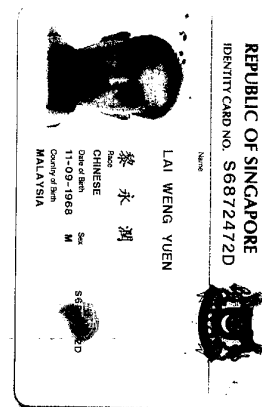 REPUBLIC OF SINGAPORE
IDENTITY CARD NO. S6872472D
Name
LAI WENG YUEN
黎永潤
Race
CHINESE
Date of Birth Sex
11-09-1968 M
Country of Birth
MALAYSIA